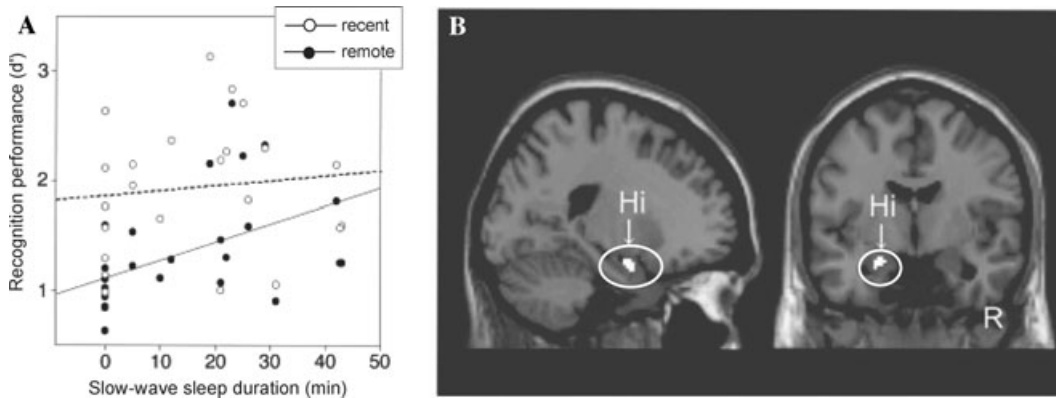 A
recent
remote
Recognition performance (d')
3
2
1
0 10 20 30 40 50
Slow-wave sleep duration (min)
B
Hi
Hi
R